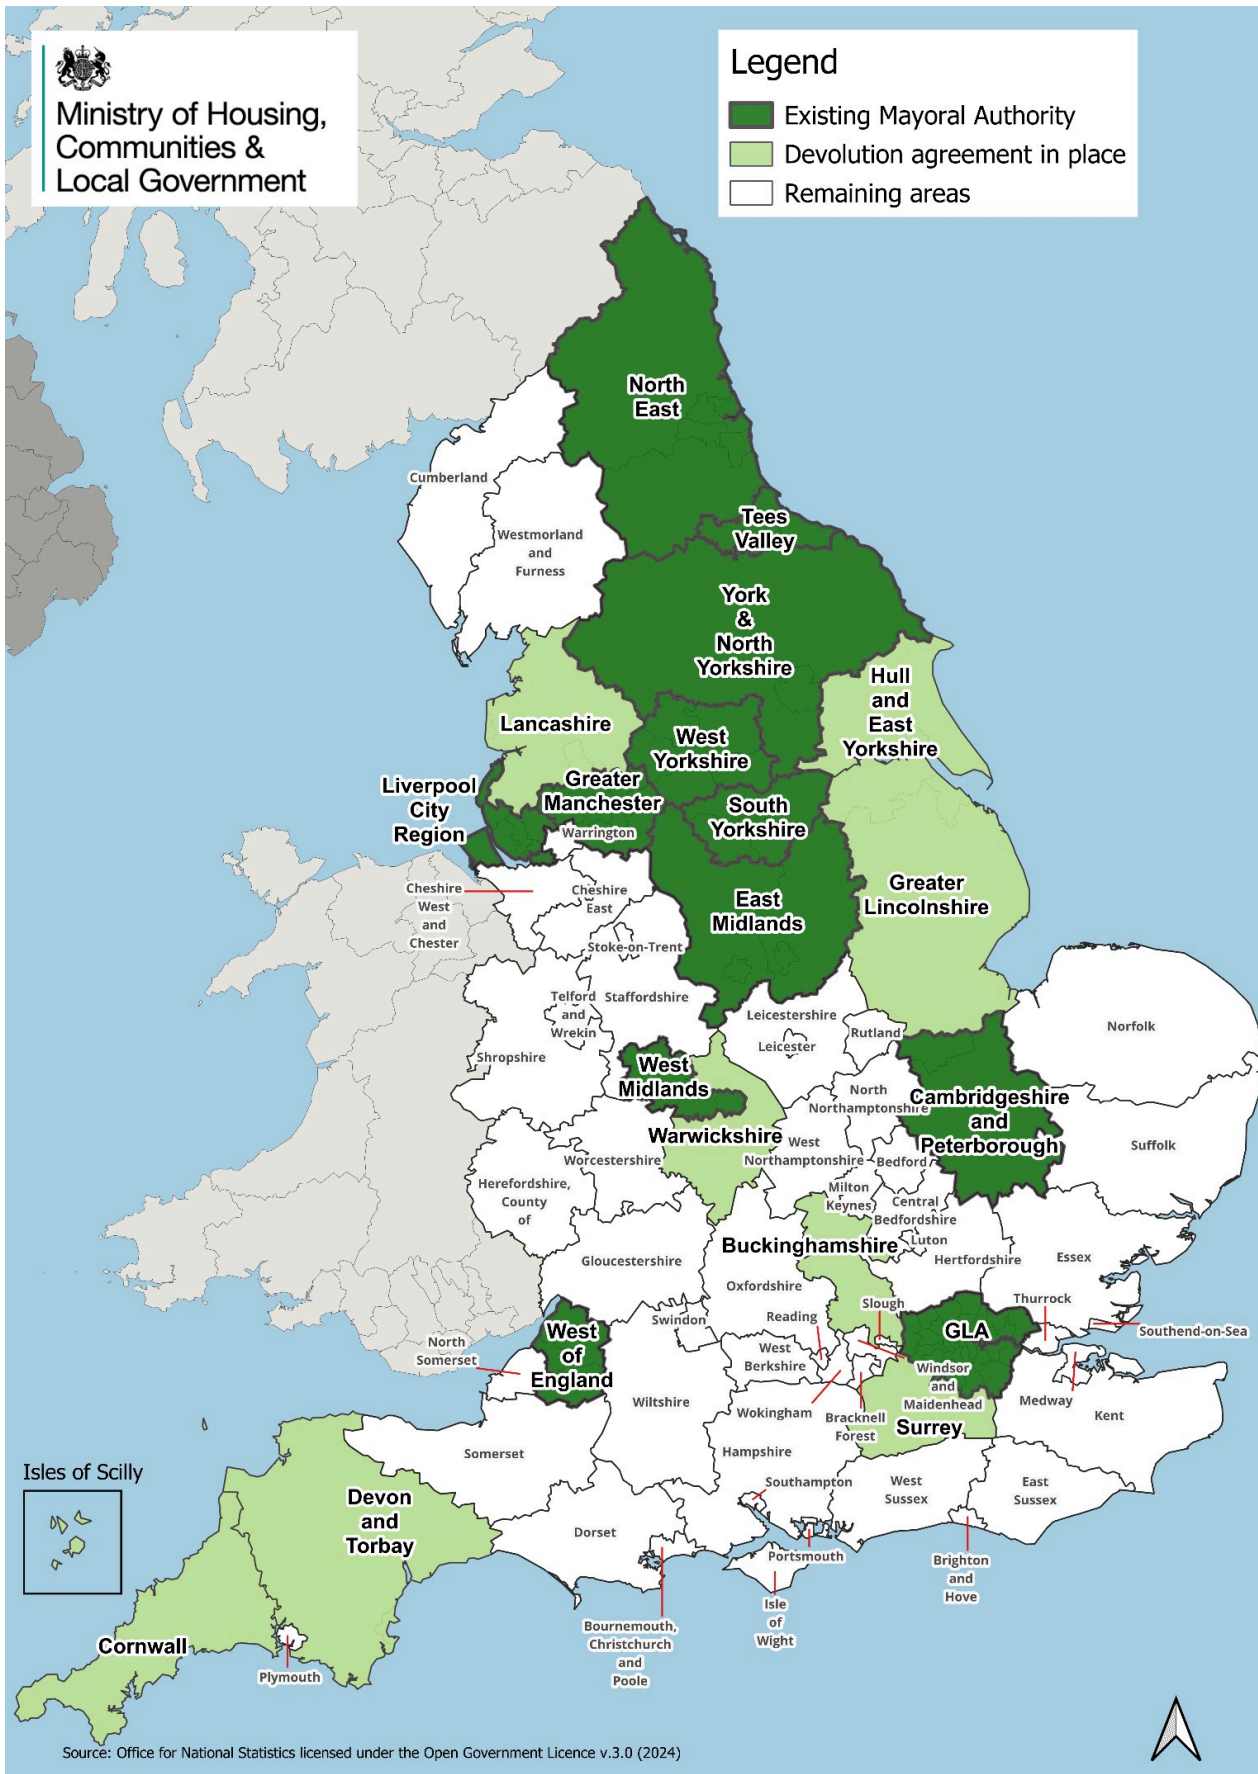 Ministry of Housing,
Communities &
Local Government
Legend
Existing Mayoral Authority
Devolution agreement in place
Remaining areas
North
East
Cumberland
Westmorland
and
Furness
Tees
Valley
York
&
North
Yorkshire
Hull
and
East
Yorkshire
Lancashire
West
Yorkshire
Liverpool
City
Region
Greater
Manchester
South
Yorkshire
Warrington
Cheshire
West
and
Chester
Cheshire
East
Stoke-on-Trent
East
Midlands
Greater
Lincolnshire
Telford
and
Wrekin
Staffordshire
Shropshire
Leicestershire
Leicester
Rutland
Norfolk
West
Midlands
North
Northamptonshire
Cambridgeshire
and
Peterborough
Suffolk
Warwickshire
Worcestershire
West
Northamptonshire
Bedford
Herefordshire,
County
of
Milton
Keynes
Central
Bedfordshire
Luton
Buckinghamshire
Hertfordshire
Essex
Gloucestershire
Oxfordshire
Slough
Thurrock
Reading
Swindon
GLA
Southend-on-Sea
North
Somerset
West
of
England
West
Berkshire
Windsor
and
Maidenhead
Wiltshire
Wokingham
Bracknell
Forest
Surrey
Medway
Kent
Somerset
Hampshire
Southampton
West
Sussex
East
Sussex
Isles of Scilly
Devon
and
Torbay
Dorset
Portsmouth
Brighton
and
Hove
Isle
of
Wight
Bournemouth,
Christchurch
and
Poole
Cornwall
Plymouth
Source: Office for National Statistics licensed under the Open Government Licence v.3.0 (2024)